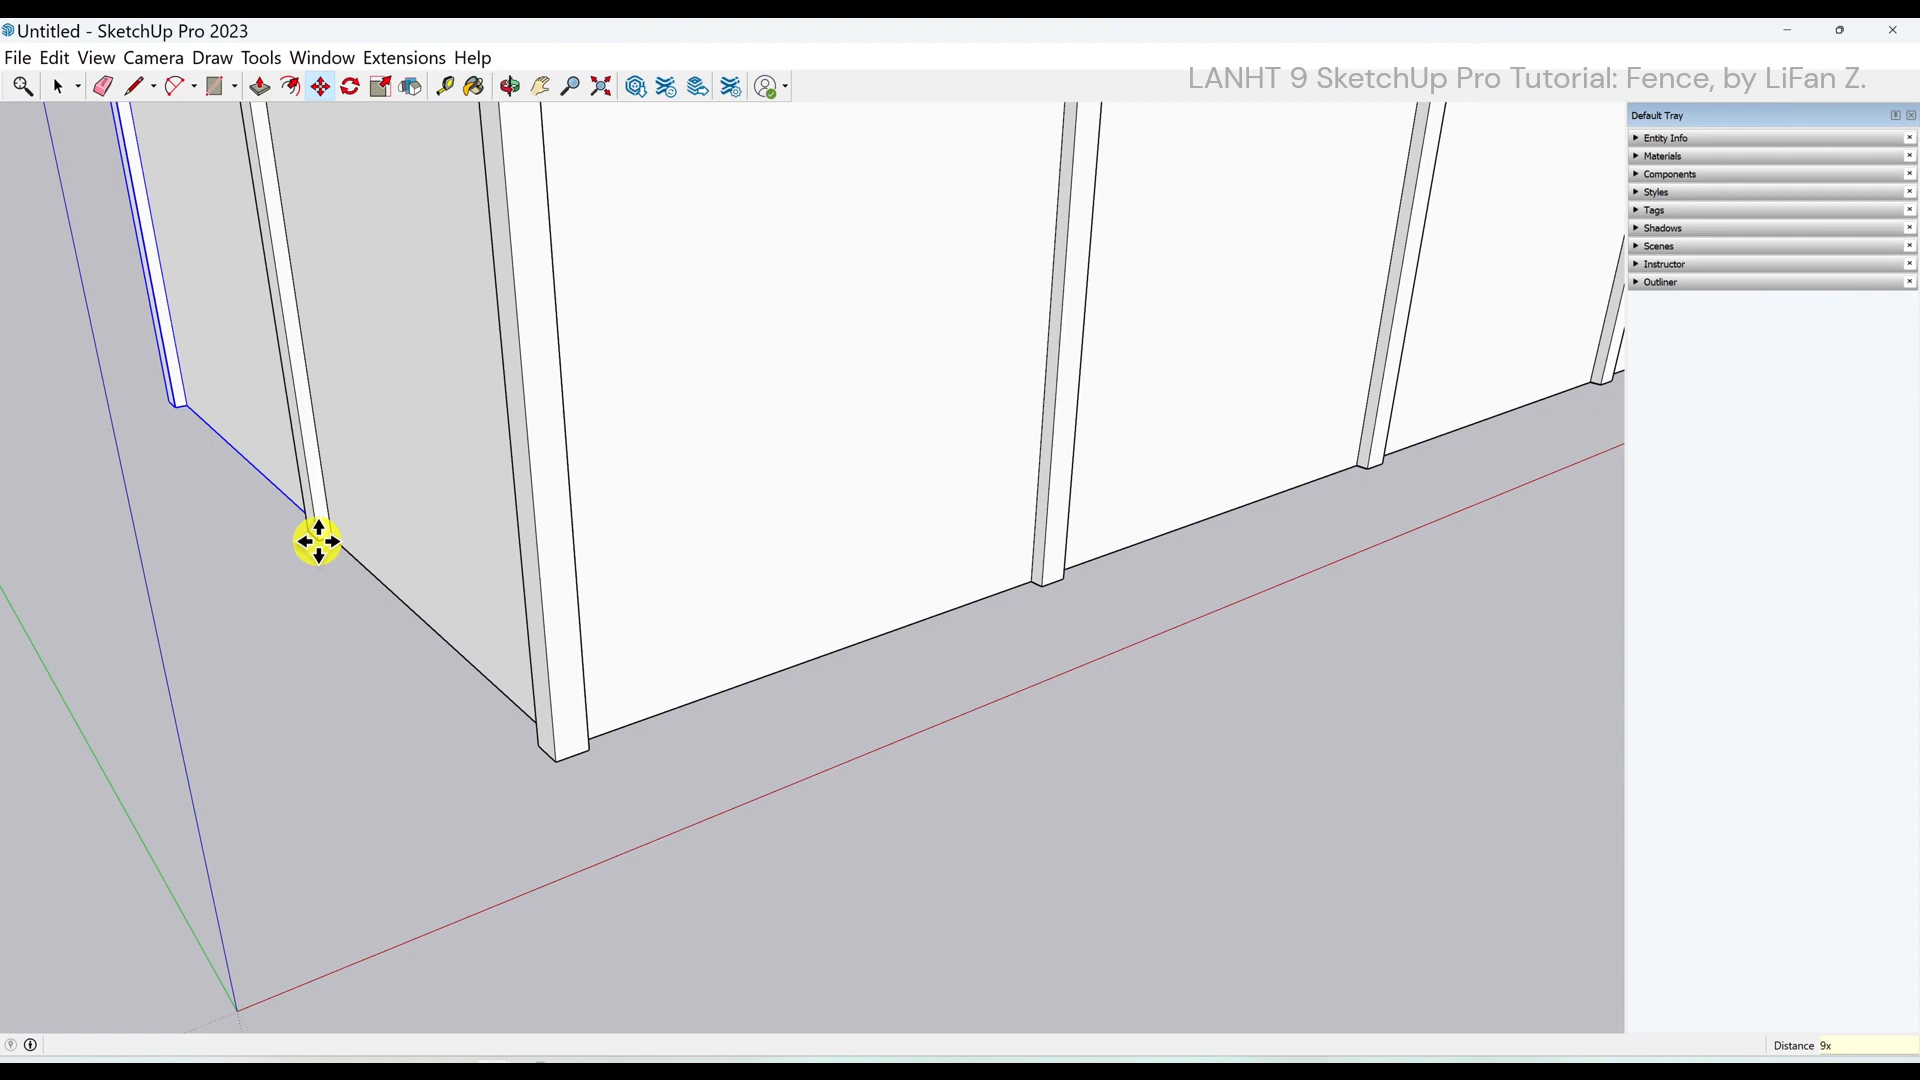 Untitled - SketchUp Pro 2023
File Edit View Camera Draw Tools Window Extensions Help
LANHT 9 SketchUp Pro Tutorial: Fence, by LiFan Z.
Default Tray
Entity Info
Materials
Components
Styles
Tags
Shadows
Scenes
Instructor
Outliner
Distance 9x